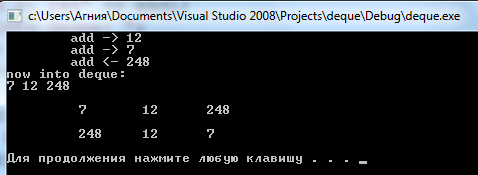 c:\Users\Агния\Documents\Visual Studio 2008\Projects\deque\Debug\deque.exe
add -> 12
add -> 7
add <- 248
now into deque:
7 12 248
7 12 248
248 12 7
Для продолжения нажмите любую клавишу . . . _